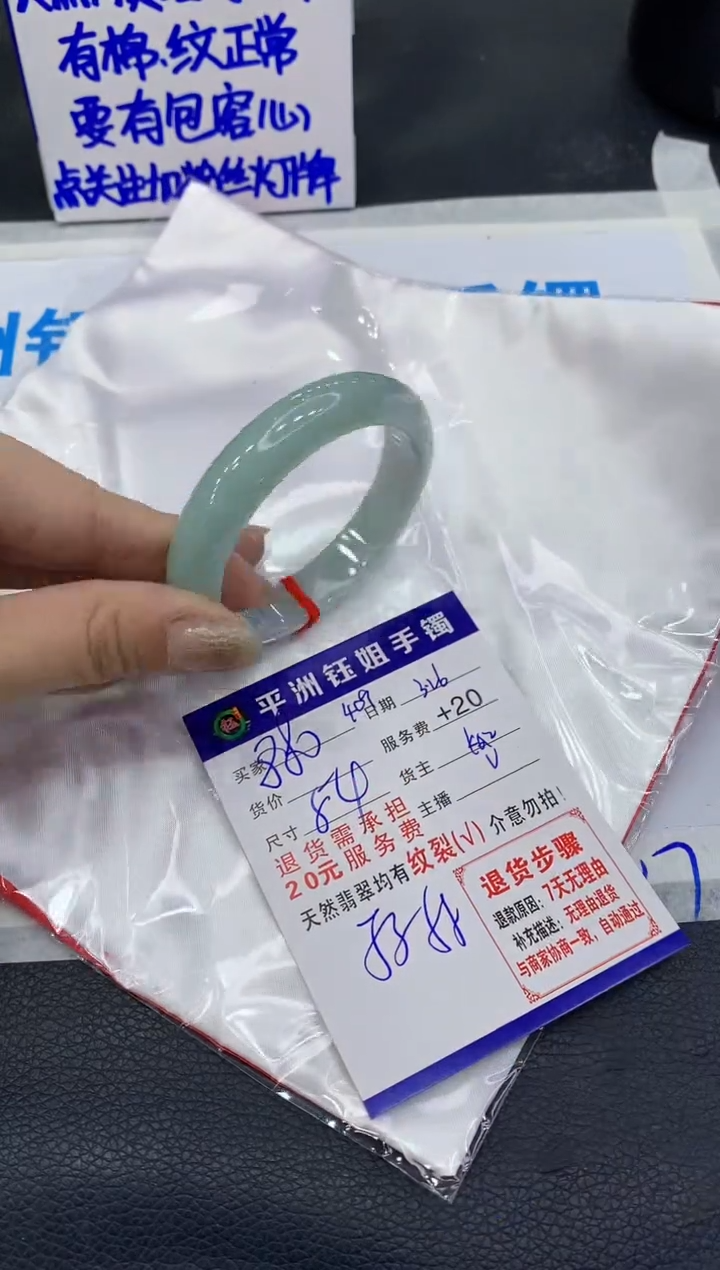 有棉、纹正常
要有包容心
点关注加粉丝灯牌
平洲钰姐手镯
买家 409 日期 3.26
货价 服务费 +20
尺寸 54 货主
主播
退货需承担
20元服务费
天然翡翠均有纹裂(√) 介意勿拍!
退货步骤
退款原因:7天无理由
补充描述:无理由退货
与商家协商一致,自动通过